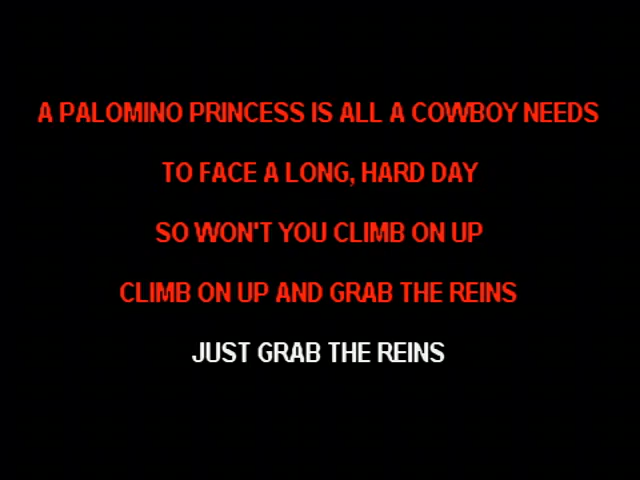 A PALOMINO PRINCESS IS ALL A COWBOY NEEDS
TO FACE A LONG, HARD DAY
SO WON'T YOU CLIMB ON UP
CLIMB ON UP AND GRAB THE REINS
JUST GRAB THE REINS